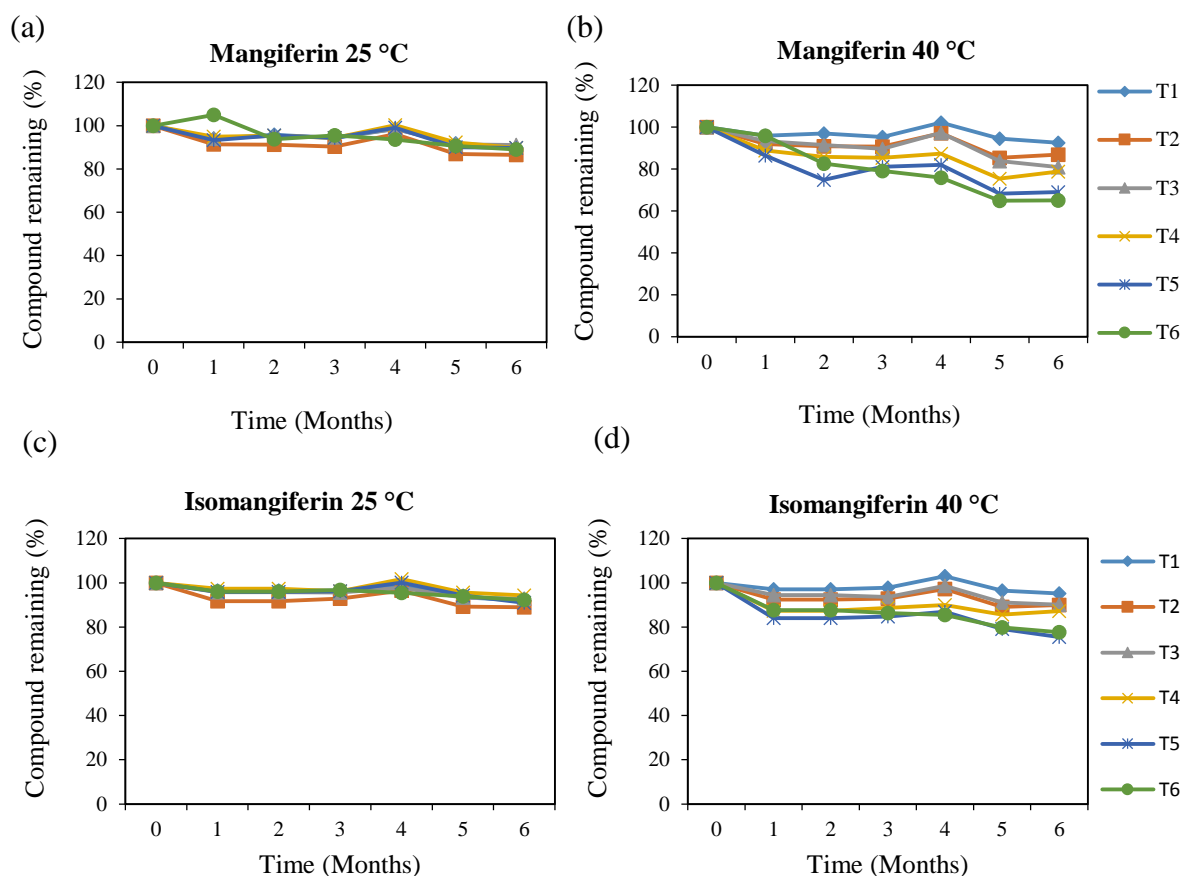 (a)
Mangiferin 25 °C
Compound remaining (%)
120
100
80
60
40
20
0
0 1 2 3 4 5 6
Time (Months)
(b)
Mangiferin 40 °C
Compound remaining (%)
120
100
80
60
40
20
0
0 1 2 3 4 5 6
Time (Months)
T1
T2
T3
T4
T5
T6
(c)
Isomangiferin 25 °C
Compound remaining (%)
120
100
80
60
40
20
0
0 1 2 3 4 5 6
Time (Months)
(d)
Isomangiferin 40 °C
Compound remaining (%)
120
100
80
60
40
20
0
0 1 2 3 4 5 6
Time (Months)
T1
T2
T3
T4
T5
T6